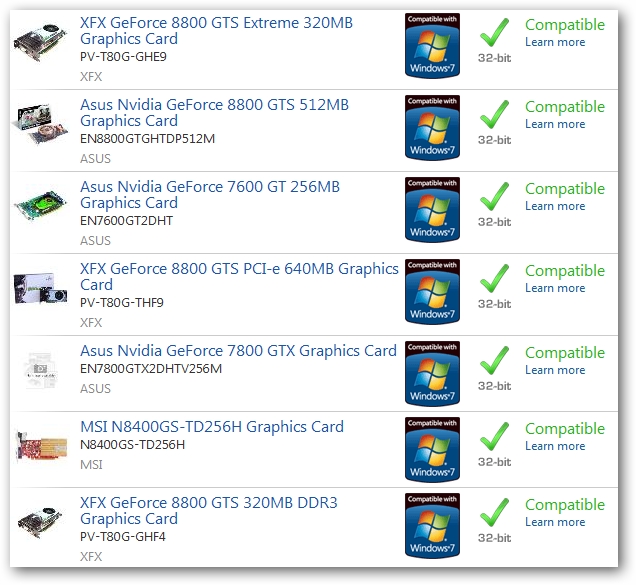 XFX GeForce 8800 GTS Extreme 320MB
Graphics Card
PV-T80G-GHE9
XFX
Compatible with
Windows 7
32-bit
Compatible
Learn more
Asus Nvidia GeForce 8800 GTS 512MB
Graphics Card
EN8800GTGHTDP512M
ASUS
Compatible with
Windows 7
32-bit
Compatible
Learn more
Asus Nvidia GeForce 7600 GT 256MB
Graphics Card
EN7600GT2DHT
ASUS
Compatible with
Windows 7
32-bit
Compatible
Learn more
XFX GeForce 8800 GTS PCI-e 640MB Graphics
Card
PV-T80G-THF9
XFX
Compatible with
Windows 7
32-bit
Compatible
Learn more
Asus Nvidia GeForce 7800 GTX Graphics Card
EN7800GTX2DHTV256M
ASUS
Compatible with
Windows 7
32-bit
Compatible
Learn more
MSI N8400GS-TD256H Graphics Card
N8400GS-TD256H
MSI
Compatible with
Windows 7
32-bit
Compatible
Learn more
XFX GeForce 8800 GTS 320MB DDR3
Graphics Card
PV-T80G-GHF4
XFX
Compatible with
Windows 7
32-bit
Compatible
Learn more